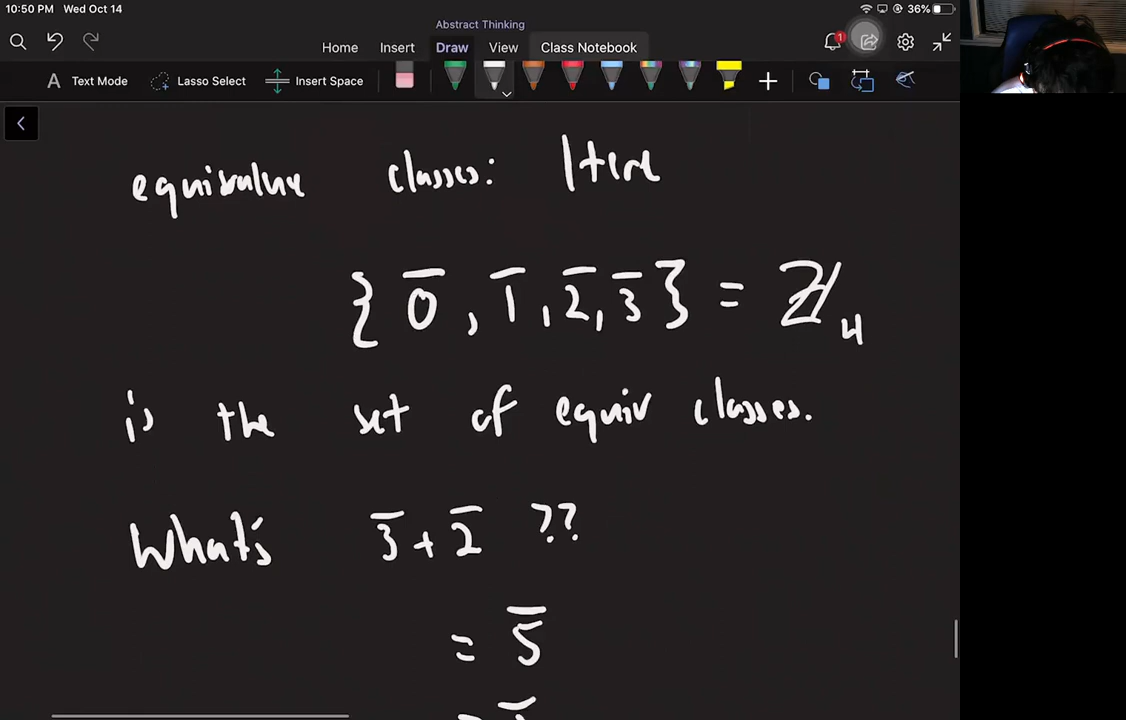 10:50 PM Wed Oct 14
36%
Abstract Thinking
Home Insert Draw View Class Notebook
1
A Text Mode Lasso Select Insert Space
equivalence classes: Here
{ 0̅, 1̅, 2̅, 3̅ } = ℤ₄
is the set of equiv classes.
What's 3̅ + 2̅ ??
= 5̅
=